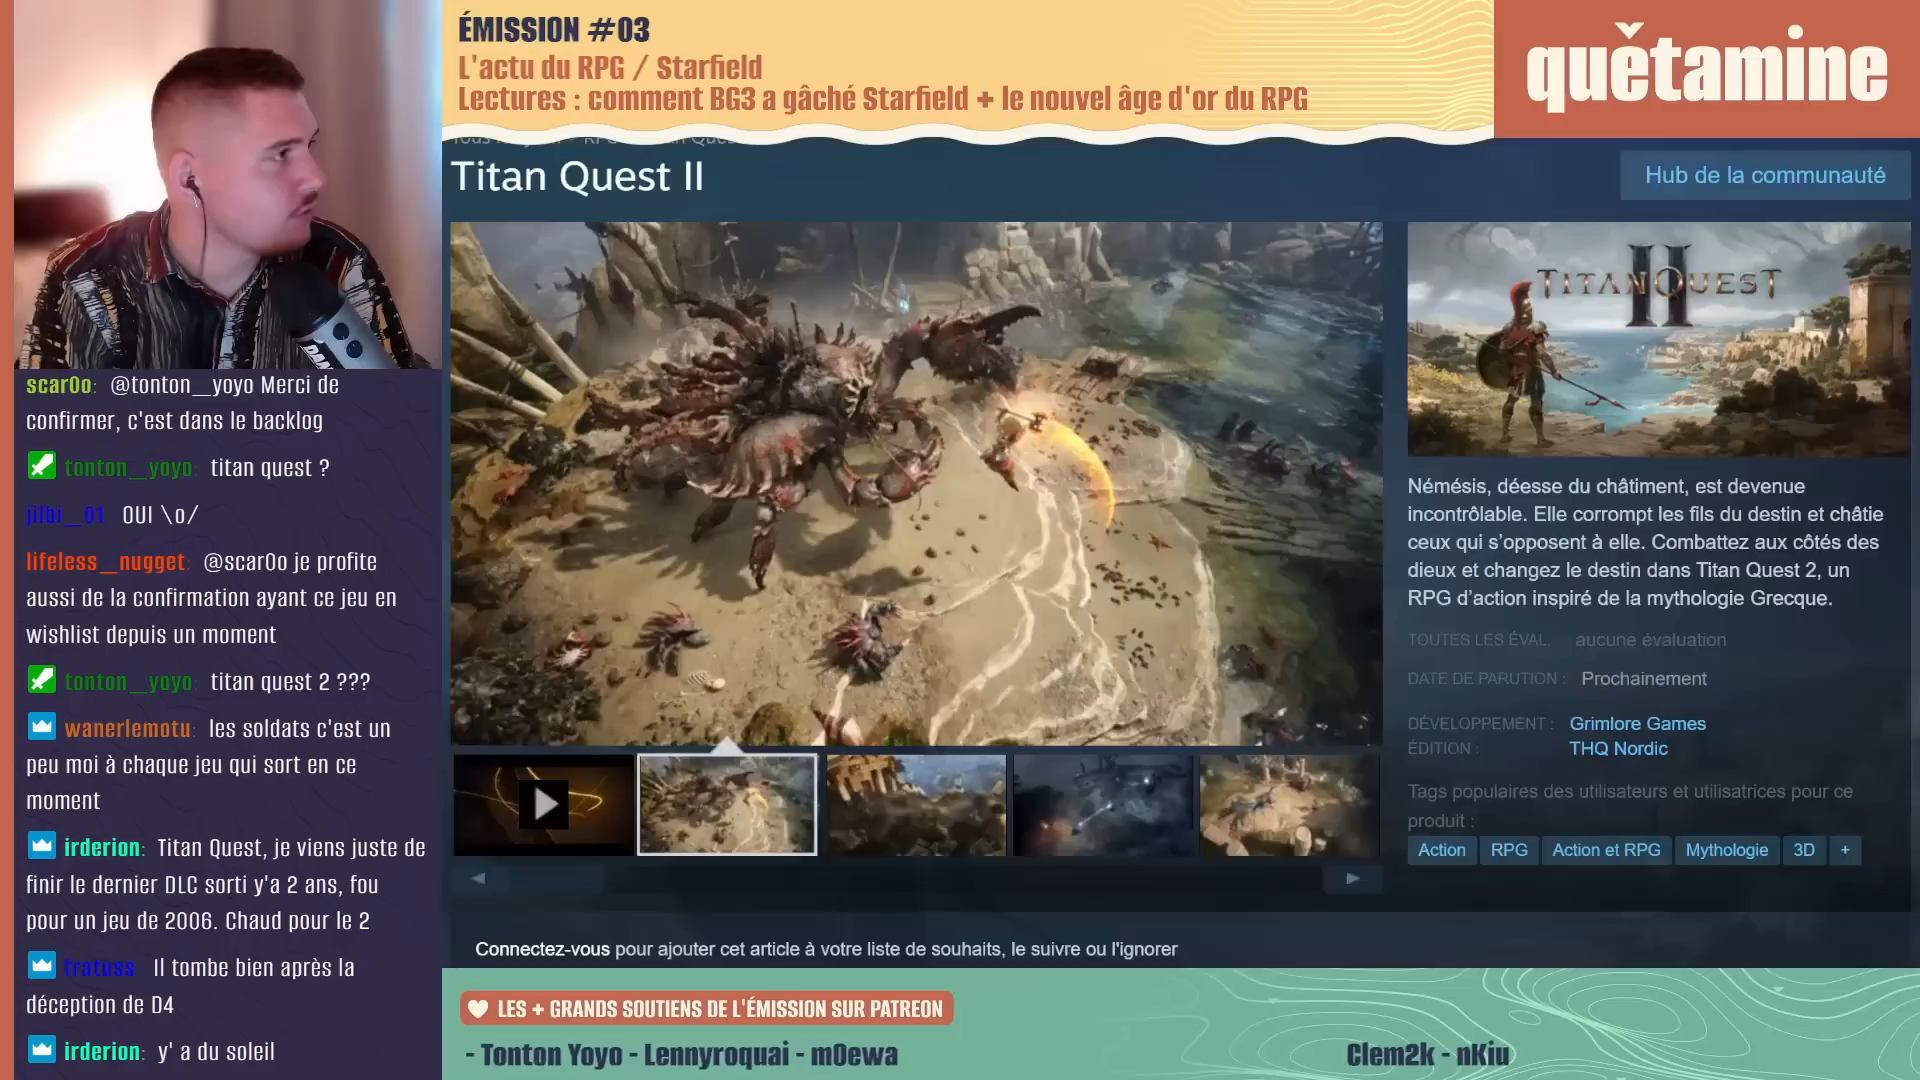 ÉMISSION #03
L'actu du RPG / Starfield
Lectures : comment BG3 a gâché Starfield + le nouvel âge d'or du RPG
quětamine
Titan Quest II
Hub de la communauté
TITAN QUEST
II
scar0o: @tonton__yoyo Merci de
confirmer, c'est dans le backlog
tonton__yoyo: titan quest ?
jilbi__01 OUI \o/
lifeless__nugget: @scar0o je profite
aussi de la confirmation ayant ce jeu en
wishlist depuis un moment
tonton__yoyo: titan quest 2 ???
wanerlemotu: les soldats c'est un
peu moi à chaque jeu qui sort en ce
moment
irderion: Titan Quest, je viens juste de
finir le dernier DLC sorti y'a 2 ans, fou
pour un jeu de 2006. Chaud pour le 2
fratuss Il tombe bien après la
déception de D4
irderion: y' a du soleil
Némésis, déesse du châtiment, est devenue
incontrôlable. Elle corrompt les fils du destin et châtie
ceux qui s'opposent à elle. Combattez aux côtés des
dieux et changez le destin dans Titan Quest 2, un
RPG d'action inspiré de la mythologie Grecque.
TOUTES LES ÉVAL. aucune évaluation
DATE DE PARUTION : Prochainement
DÉVELOPPEMENT : Grimlore Games
ÉDITION : THQ Nordic
Tags populaires des utilisateurs et utilisatrices pour ce
produit :
Action RPG Action et RPG Mythologie 3D +
Connectez-vous pour ajouter cet article à votre liste de souhaits, le suivre ou l'ignorer
LES + GRANDS SOUTIENS DE L'ÉMISSION SUR PATREON
- Tonton Yoyo - Lennyroquai - m0ewa Clem2k - nKiu